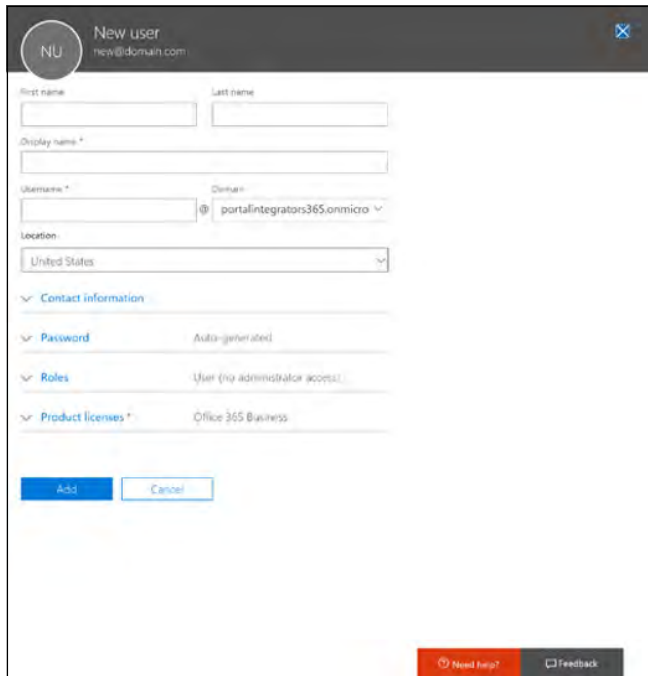 NU
New user
new@domain.com
First name Last name
Display name *
Username * Domain
@ portalintegrators365.onmicro
Location
United States
Contact information
Password Auto-generated
Roles User (no administrator access)
Product licenses * Office 365 Business
Add Cancel
Need help? Feedback